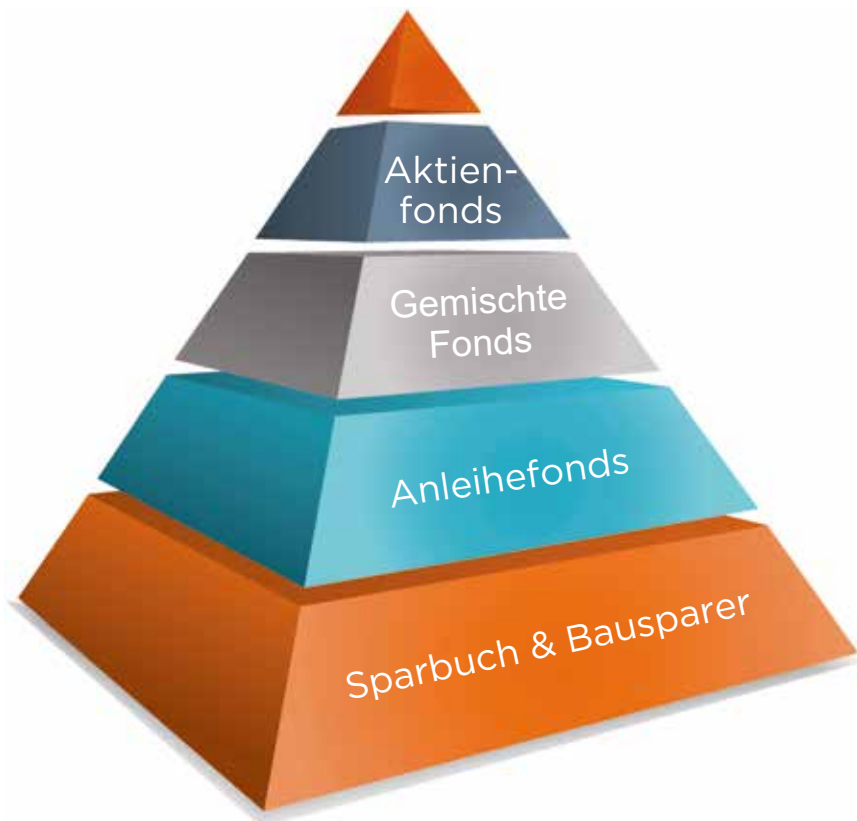 Aktien-
fonds
Gemischte
Fonds
Anleihefonds
Sparbuch & Bausparer